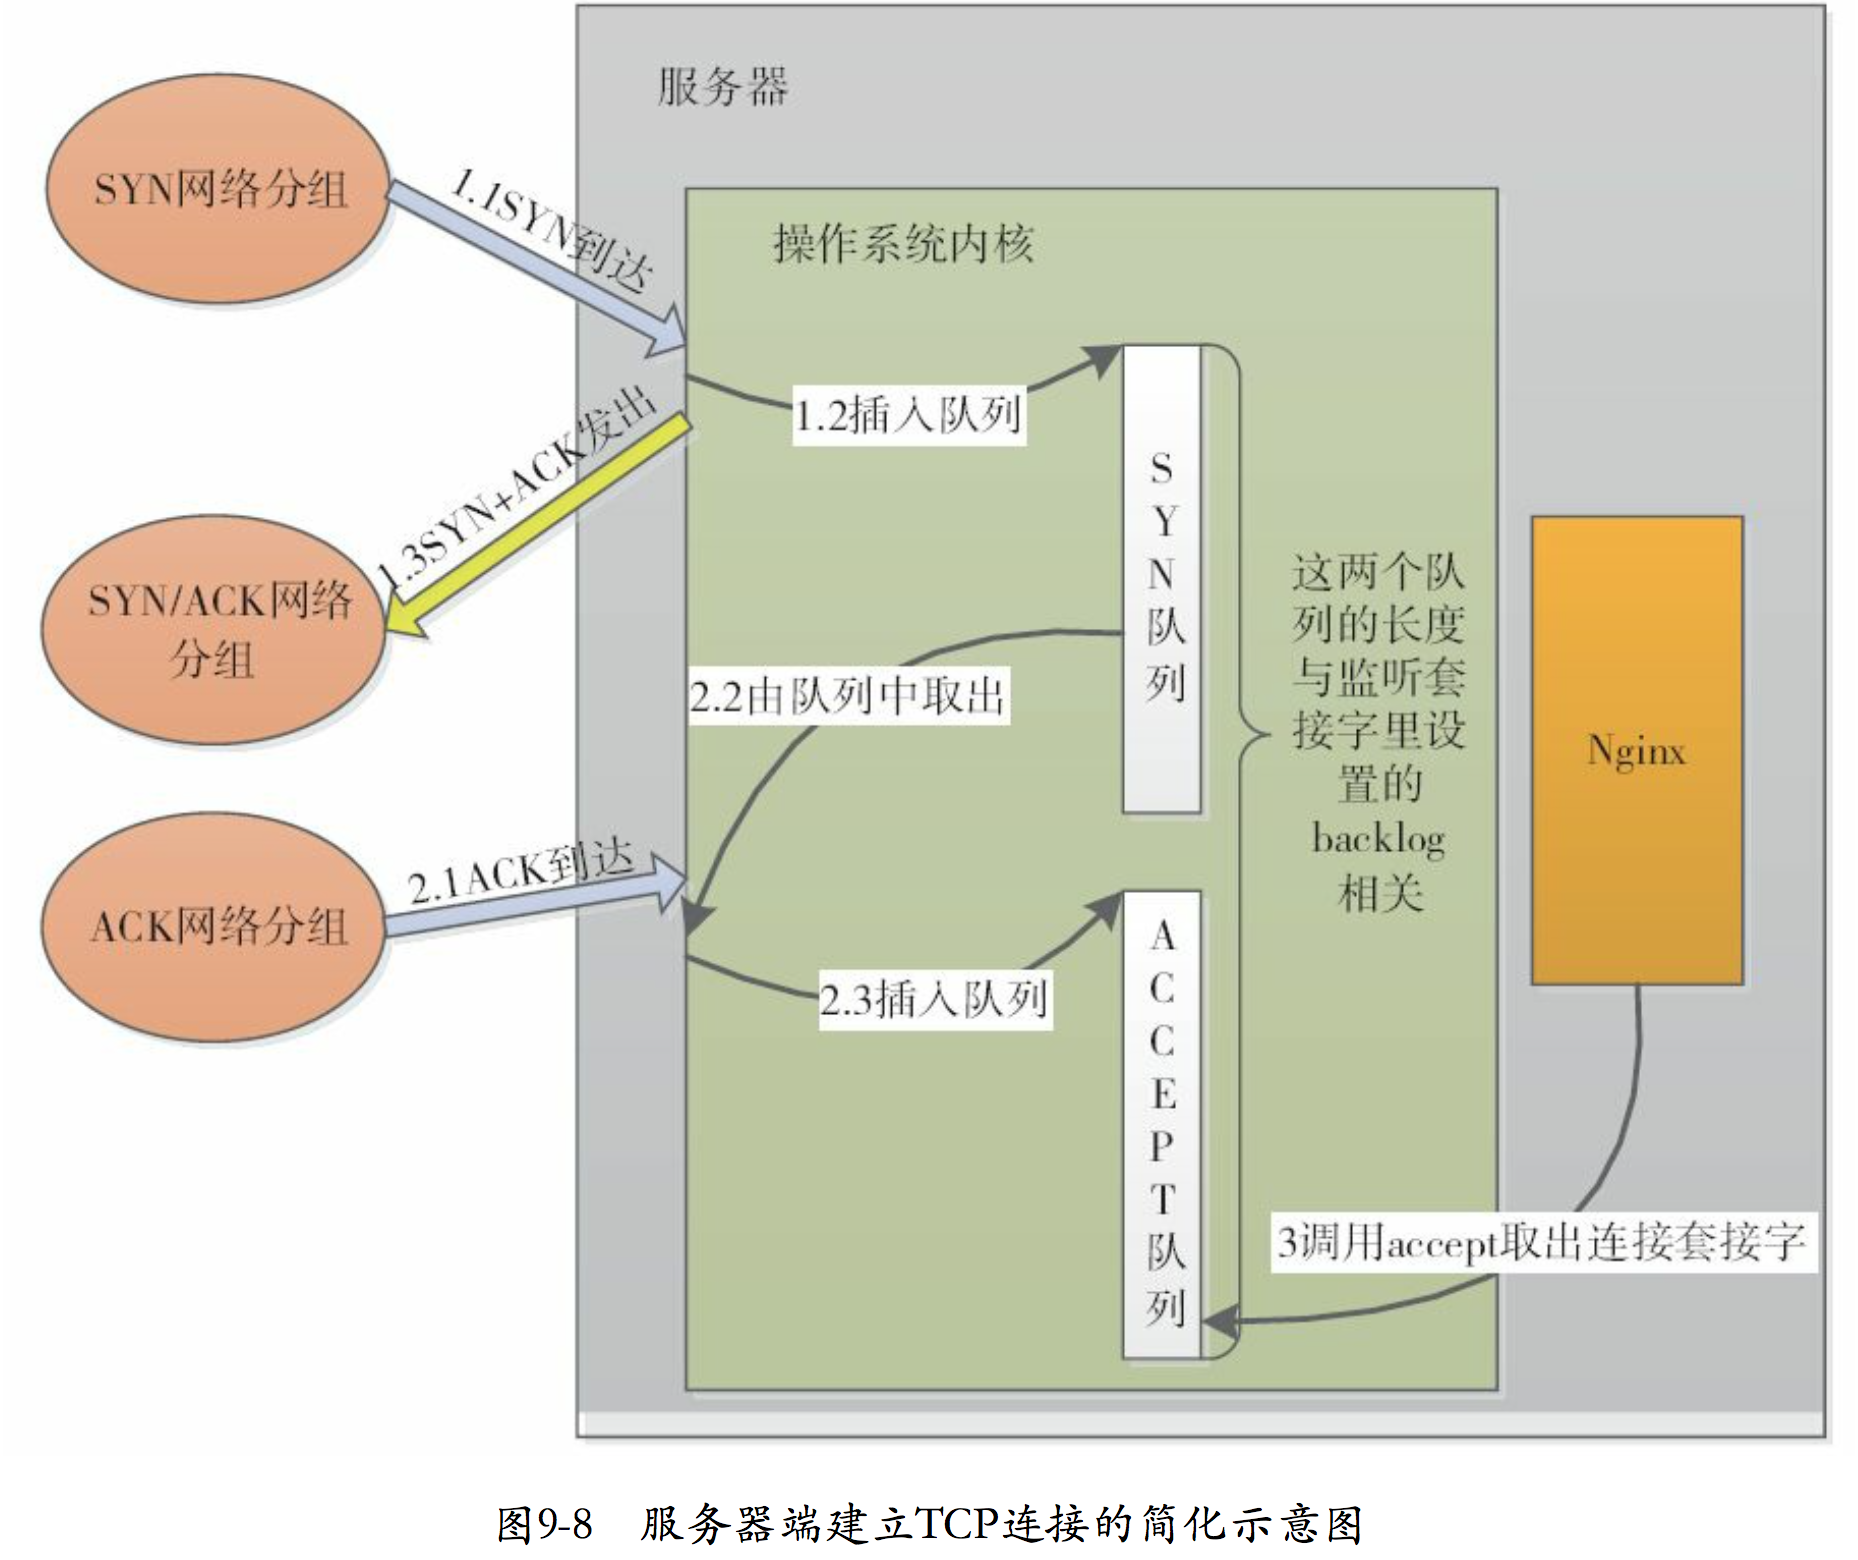 服务器
操作系统内核
SYN网络分组
1.1SYN到达
1.2插入队列
1.3SYN+ACK发出
SYN/ACK网络
分组
SYN队列
2.2由队列中取出
2.1ACK到达
ACK网络分组
2.3插入队列
ACCEPT队列
这两个队
列的长度
与监听套
接字里设
置的
backlog
相关
Nginx
3调用accept取出连接套接字
图9-8 服务器端建立TCP连接的简化示意图